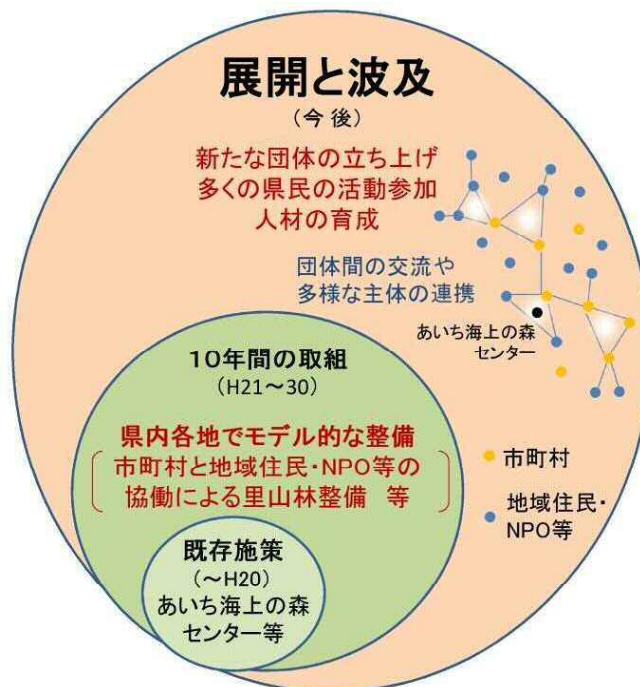 展開と波及
（今 後）
新たな団体の立ち上げ
多くの県民の活動参加
人材の育成
団体間の交流や
多様な主体の連携
あいち海上の森
センター
10年間の取組
（H21～30）
県内各地でモデル的な整備
市町村と地域住民・NPO等の
協働による里山林整備　等
市町村
地域住民・
NPO等
既存施策
（～H20）
あいち海上の森
センター等